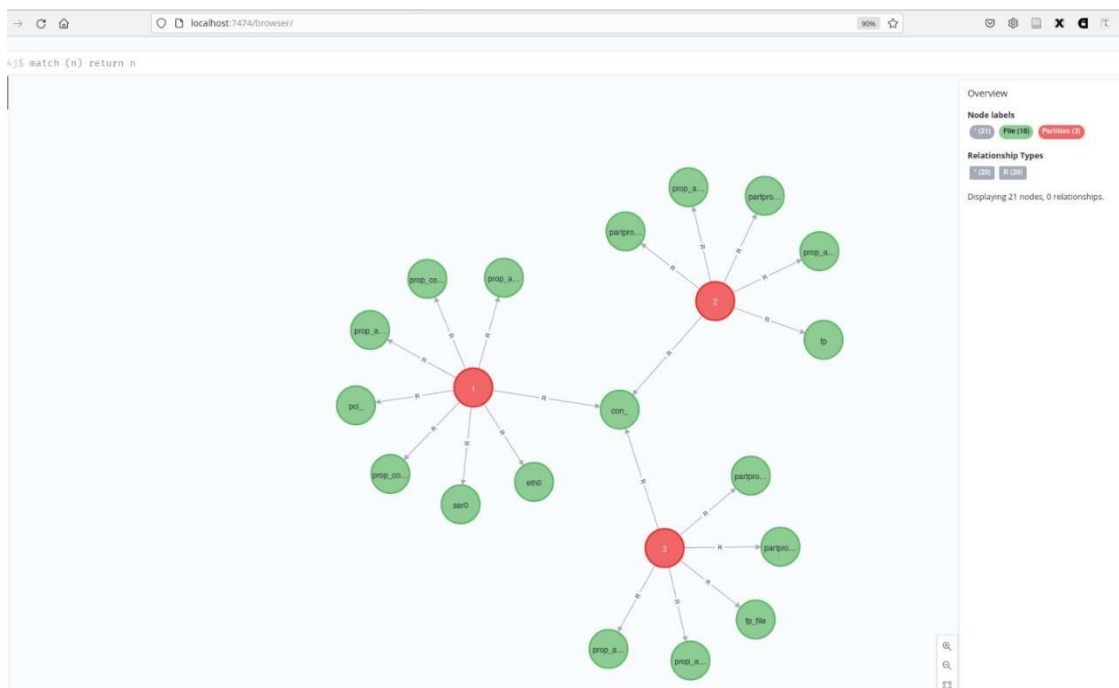 localhost:7474/browser/
90%
4j$ match (n) return n
Overview
Node labels
* (21) File (18) Partition (3)
Relationship Types
* (20) R (20)
Displaying 21 nodes, 0 relationships.
prop_a...
partpro...
partpro...
prop_a...
R
R
R
R
2
R
fp
R
prop_co...
prop_a...
prop_a...
R
R
R
1
R
pci_
R
con_
R
R
R
prop_co...
ser0
eth0
R
partpro...
R
3
R
partpro...
R
fp_file
R
R
prop_a...
prop_a...